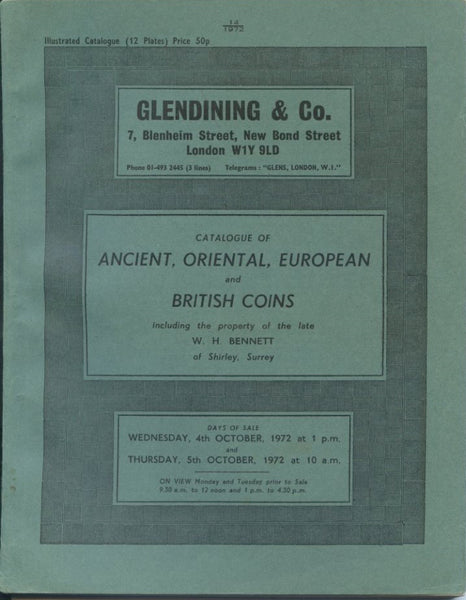 14
1972
Illustrated Catalogue (12 Plates) Price 50p
GLENDINING & Co.
7, Blenheim Street, New Bond Street
London W1Y 9LD
Phone 01-493 2445 (3 lines) Telegrams : "GLENS, LONDON, W.1."
CATALOGUE OF
ANCIENT, ORIENTAL, EUROPEAN
and
BRITISH COINS
including the property of the late
W. H. BENNETT
of Shirley, Surrey
DAYS OF SALE
WEDNESDAY, 4th OCTOBER, 1972 at 1 p.m.
and
THURSDAY, 5th OCTOBER, 1972 at 10 a.m.
ON VIEW Monday and Tuesday prior to Sale
9.30 a.m. to 12 noon and 1 p.m. to 4.30 p.m.